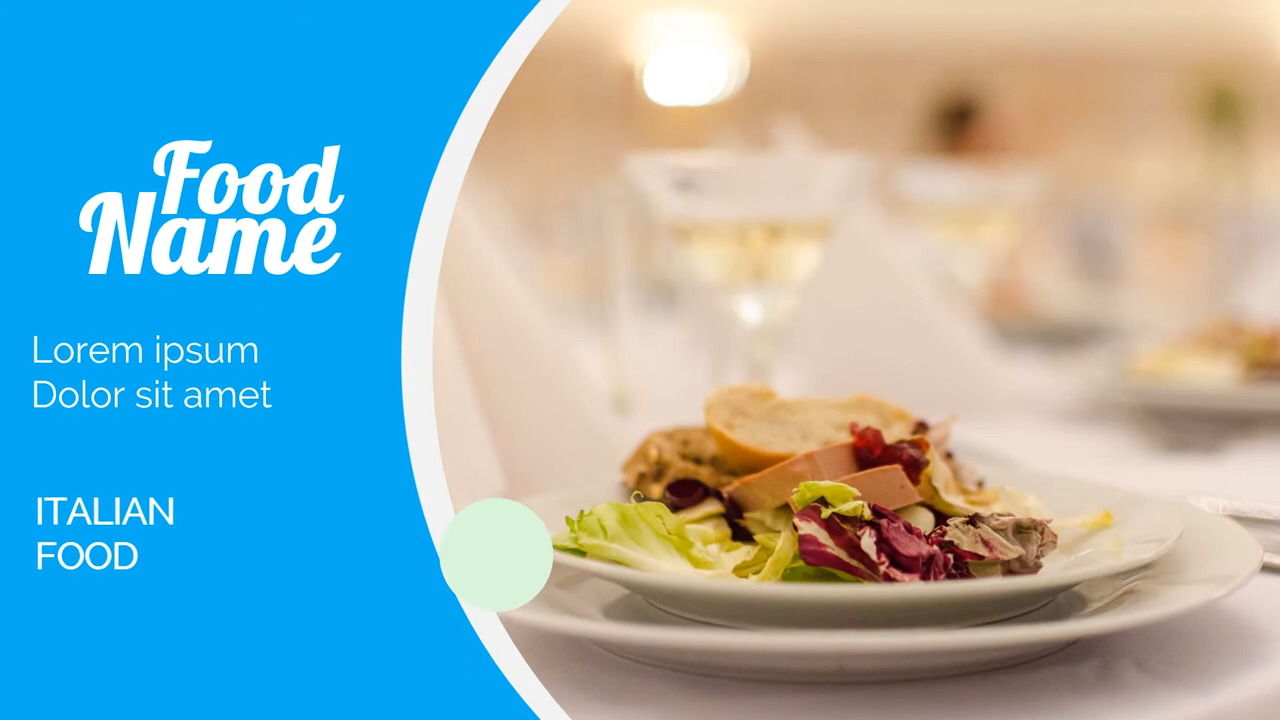 Food
Name
Lorem ipsum
Dolor sit amet
ITALIAN
FOOD